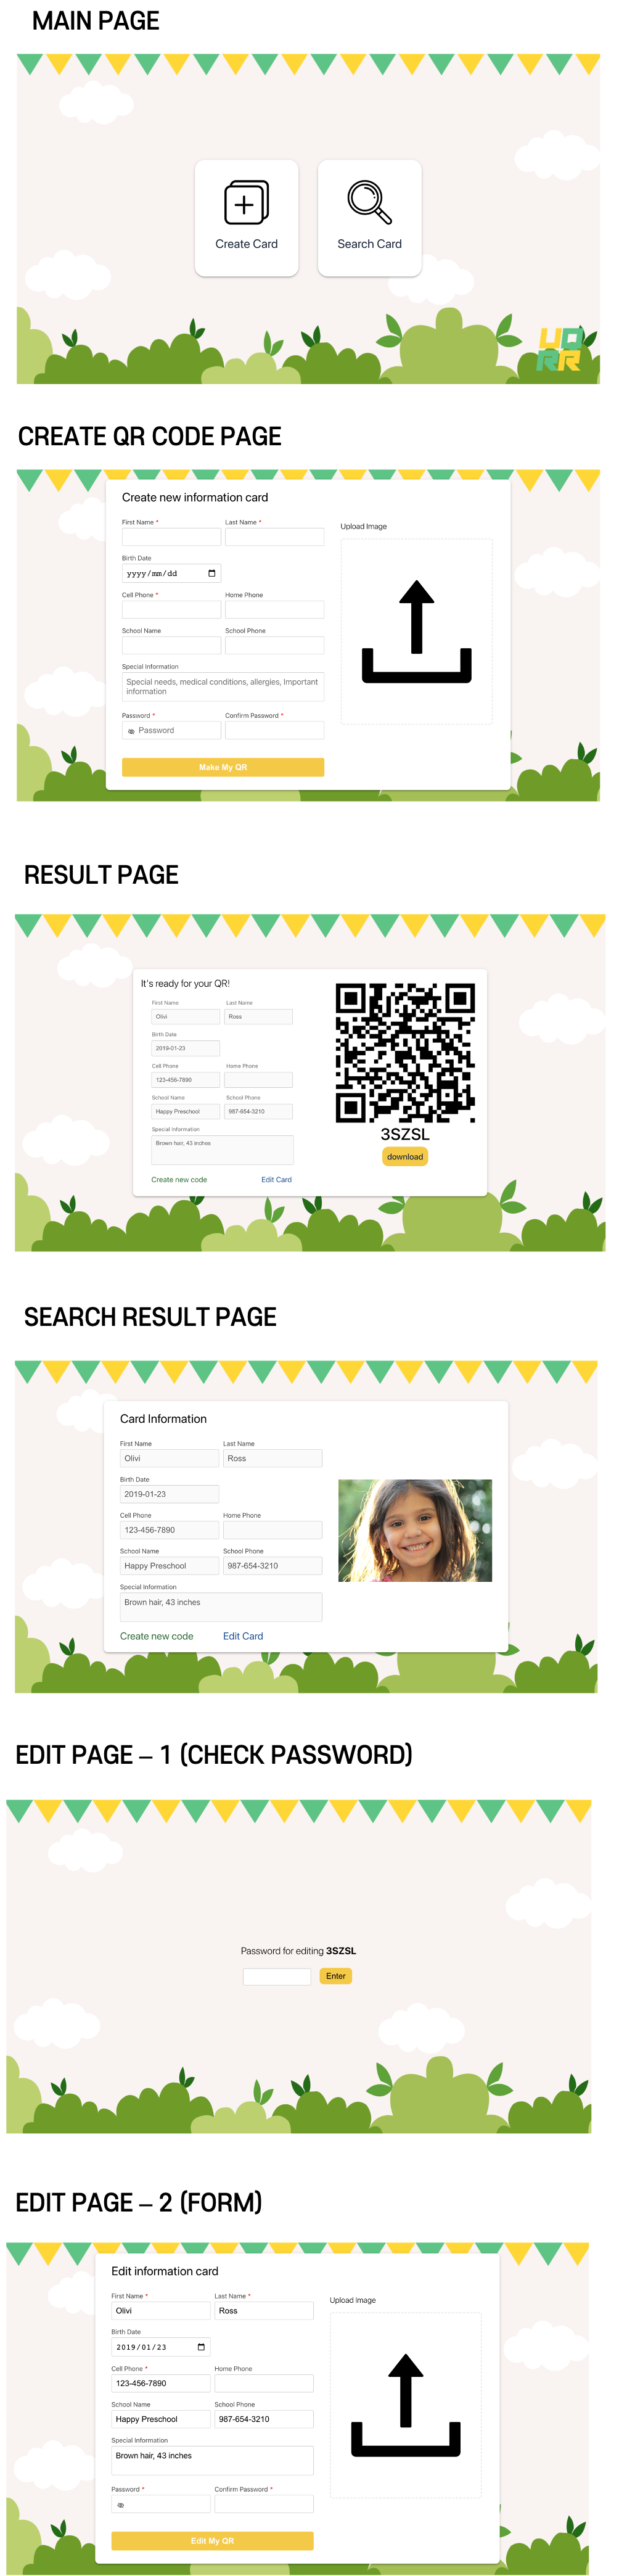 MAIN PAGE
Create Card
Search Card
UO
RR
CREATE QR CODE PAGE
Create new information card
First Name *
Last Name *
Upload Image
Birth Date
yyyy/mm/dd
Cell Phone *
Home Phone
School Name
School Phone
Special Information
Special needs, medical conditions, allergies, Important
information
Password *
Confirm Password *
Password
Make My QR
RESULT PAGE
It's ready for your QR!
First Name
Last Name
Olivi
Ross
Birth Date
2019-01-23
Cell Phone
Home Phone
123-456-7890
School Name
School Phone
Happy Preschool
987-654-3210
Special Information
Brown hair, 43 inches
Create new code
Edit Card
3SZSL
download
SEARCH RESULT PAGE
Card Information
First Name
Last Name
Olivi
Ross
Birth Date
2019-01-23
Cell Phone
Home Phone
123-456-7890
School Name
School Phone
Happy Preschool
987-654-3210
Special Information
Brown hair, 43 inches
Create new code
Edit Card
EDIT PAGE – 1 (CHECK PASSWORD)
Password for editing 3SZSL
Enter
EDIT PAGE – 2 (FORM)
Edit information card
First Name *
Last Name *
Upload Image
Olivi
Ross
Birth Date
2019/01/23
Cell Phone *
Home Phone
123-456-7890
School Name
School Phone
Happy Preschool
987-654-3210
Special Information
Brown hair, 43 inches
Password *
Confirm Password *
Edit My QR